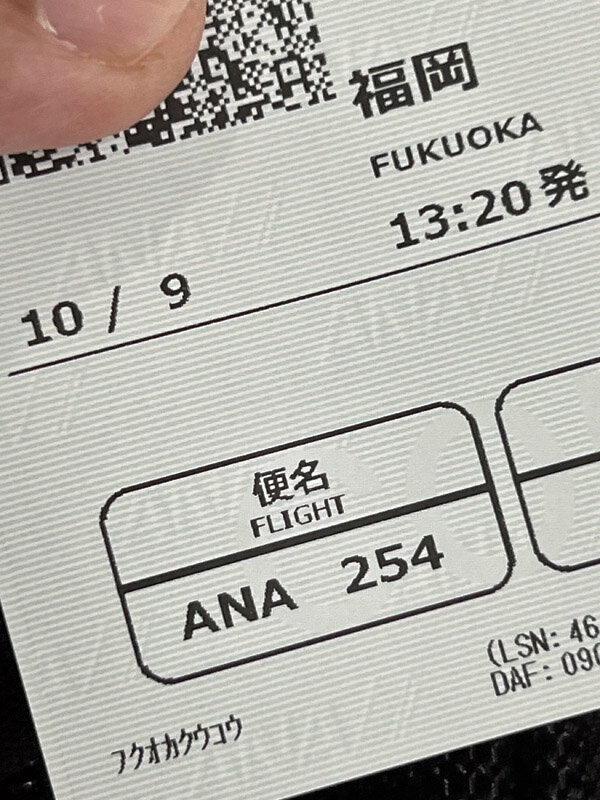 福岡
FUKUOKA
13:20 発
10 / 9
便名
FLIGHT
ANA 254
(LSN: 46
DAF: 090
フクオカクウコウ